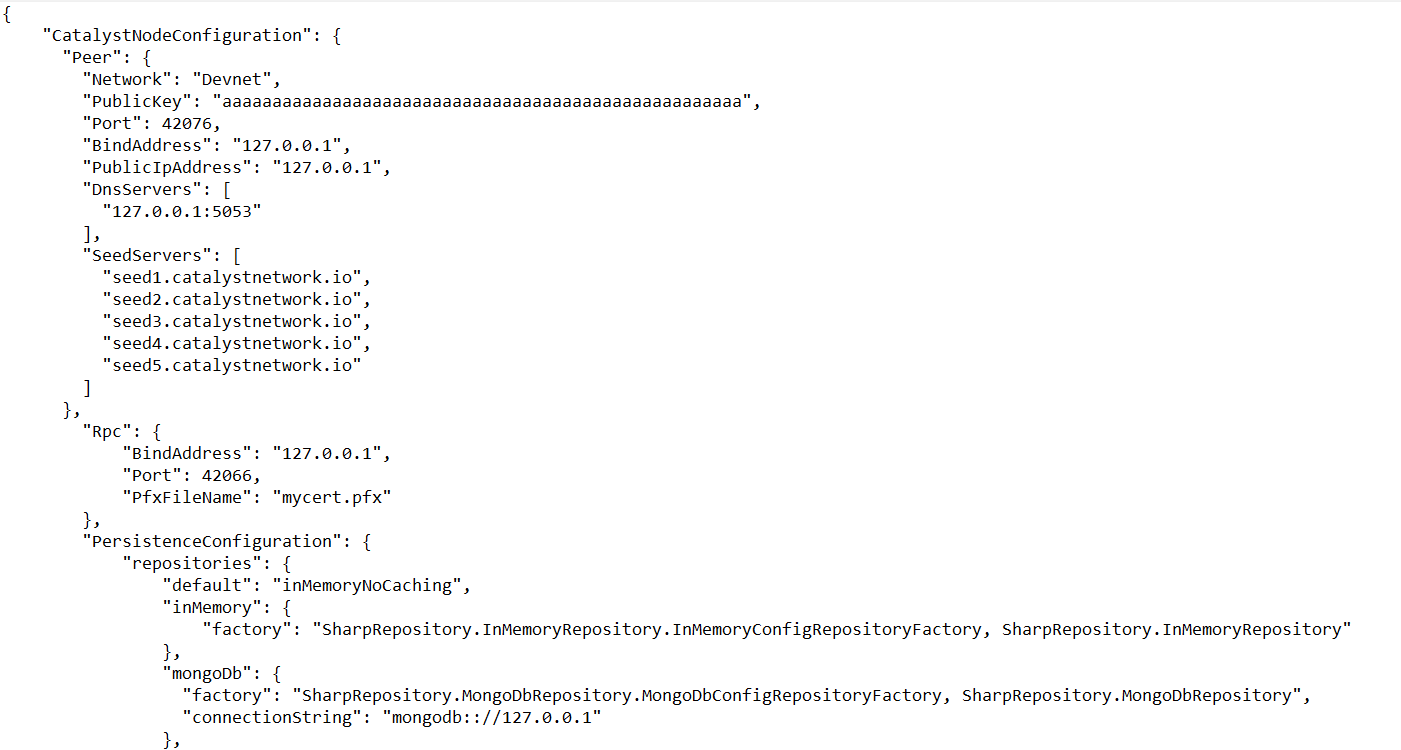 {
    "CatalystNodeConfiguration": {
      "Peer": {
        "Network": "Devnet",
        "PublicKey": "aaaaaaaaaaaaaaaaaaaaaaaaaaaaaaaaaaaaaaaaaaaaaaaaaaaa",
        "Port": 42076,
        "BindAddress": "127.0.0.1",
        "PublicIpAddress": "127.0.0.1",
        "DnsServers": [
          "127.0.0.1:5053"
        ],
        "SeedServers": [
          "seed1.catalystnetwork.io",
          "seed2.catalystnetwork.io",
          "seed3.catalystnetwork.io",
          "seed4.catalystnetwork.io",
          "seed5.catalystnetwork.io"
        ]
      },
        "Rpc": {
            "BindAddress": "127.0.0.1",
            "Port": 42066,
            "PfxFileName": "mycert.pfx"
        },
        "PersistenceConfiguration": {
            "repositories": {
                "default": "inMemoryNoCaching",
                "inMemory": {
                    "factory": "SharpRepository.InMemoryRepository.InMemoryConfigRepositoryFactory, SharpRepository.InMemoryRepository"
                },
                "mongoDb": {
                  "factory": "SharpRepository.MongoDbRepository.MongoDbConfigRepositoryFactory, SharpRepository.MongoDbRepository",
                  "connectionString": "mongodb:://127.0.0.1"
                },